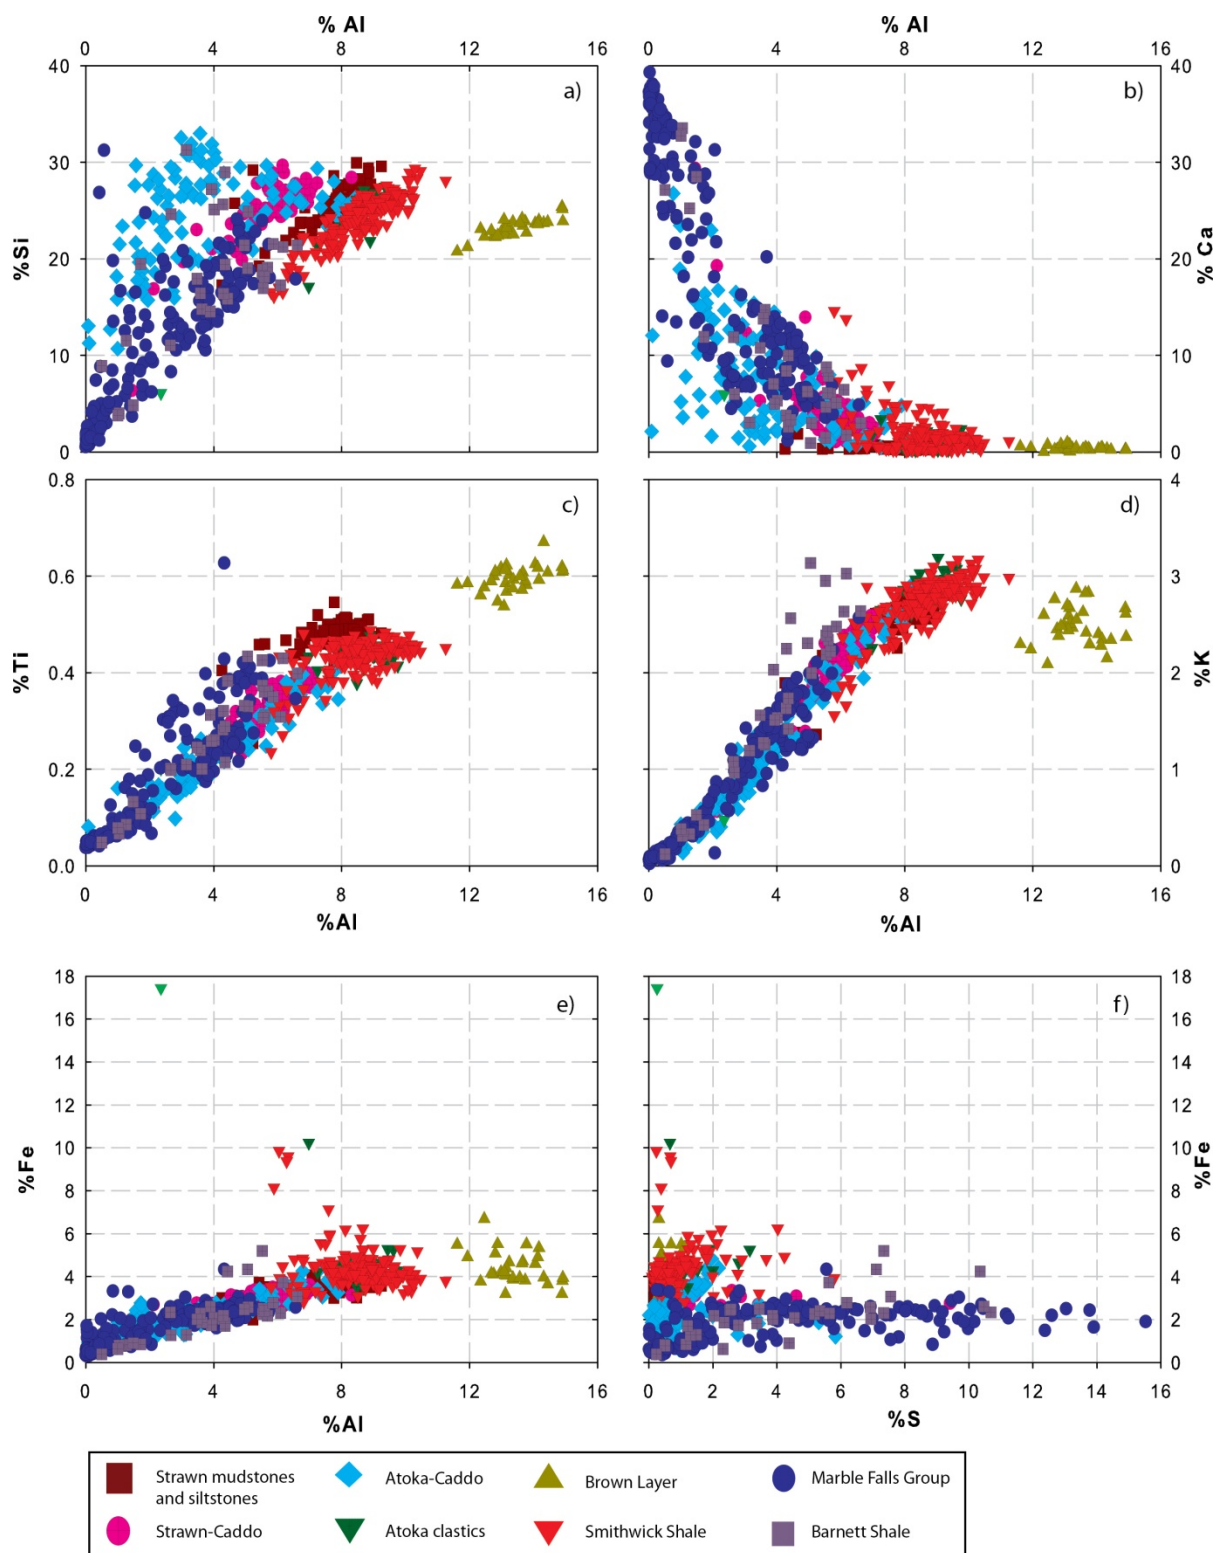 % Al
% Al
0 4 8 12 16
0 4 8 12 16
40
30
20
10
0
%Si
a)
b)
40
30
20
10
0
% Ca
0.8
0.6
0.4
0.2
0.0
%Ti
c)
d)
4
3
2
1
0
%K
0 4 8 12 16
0 4 8 12 16
%Al
%Al
18
16
14
12
10
8
6
4
2
0
%Fe
e)
f)
18
16
14
12
10
8
6
4
2
0
%Fe
0 4 8 12 16
0 2 4 6 8 10 12 14 16
%Al
%S
Strawn mudstones
and siltstones
Atoka-Caddo
Brown Layer
Marble Falls Group
Strawn-Caddo
Atoka clastics
Smithwick Shale
Barnett Shale